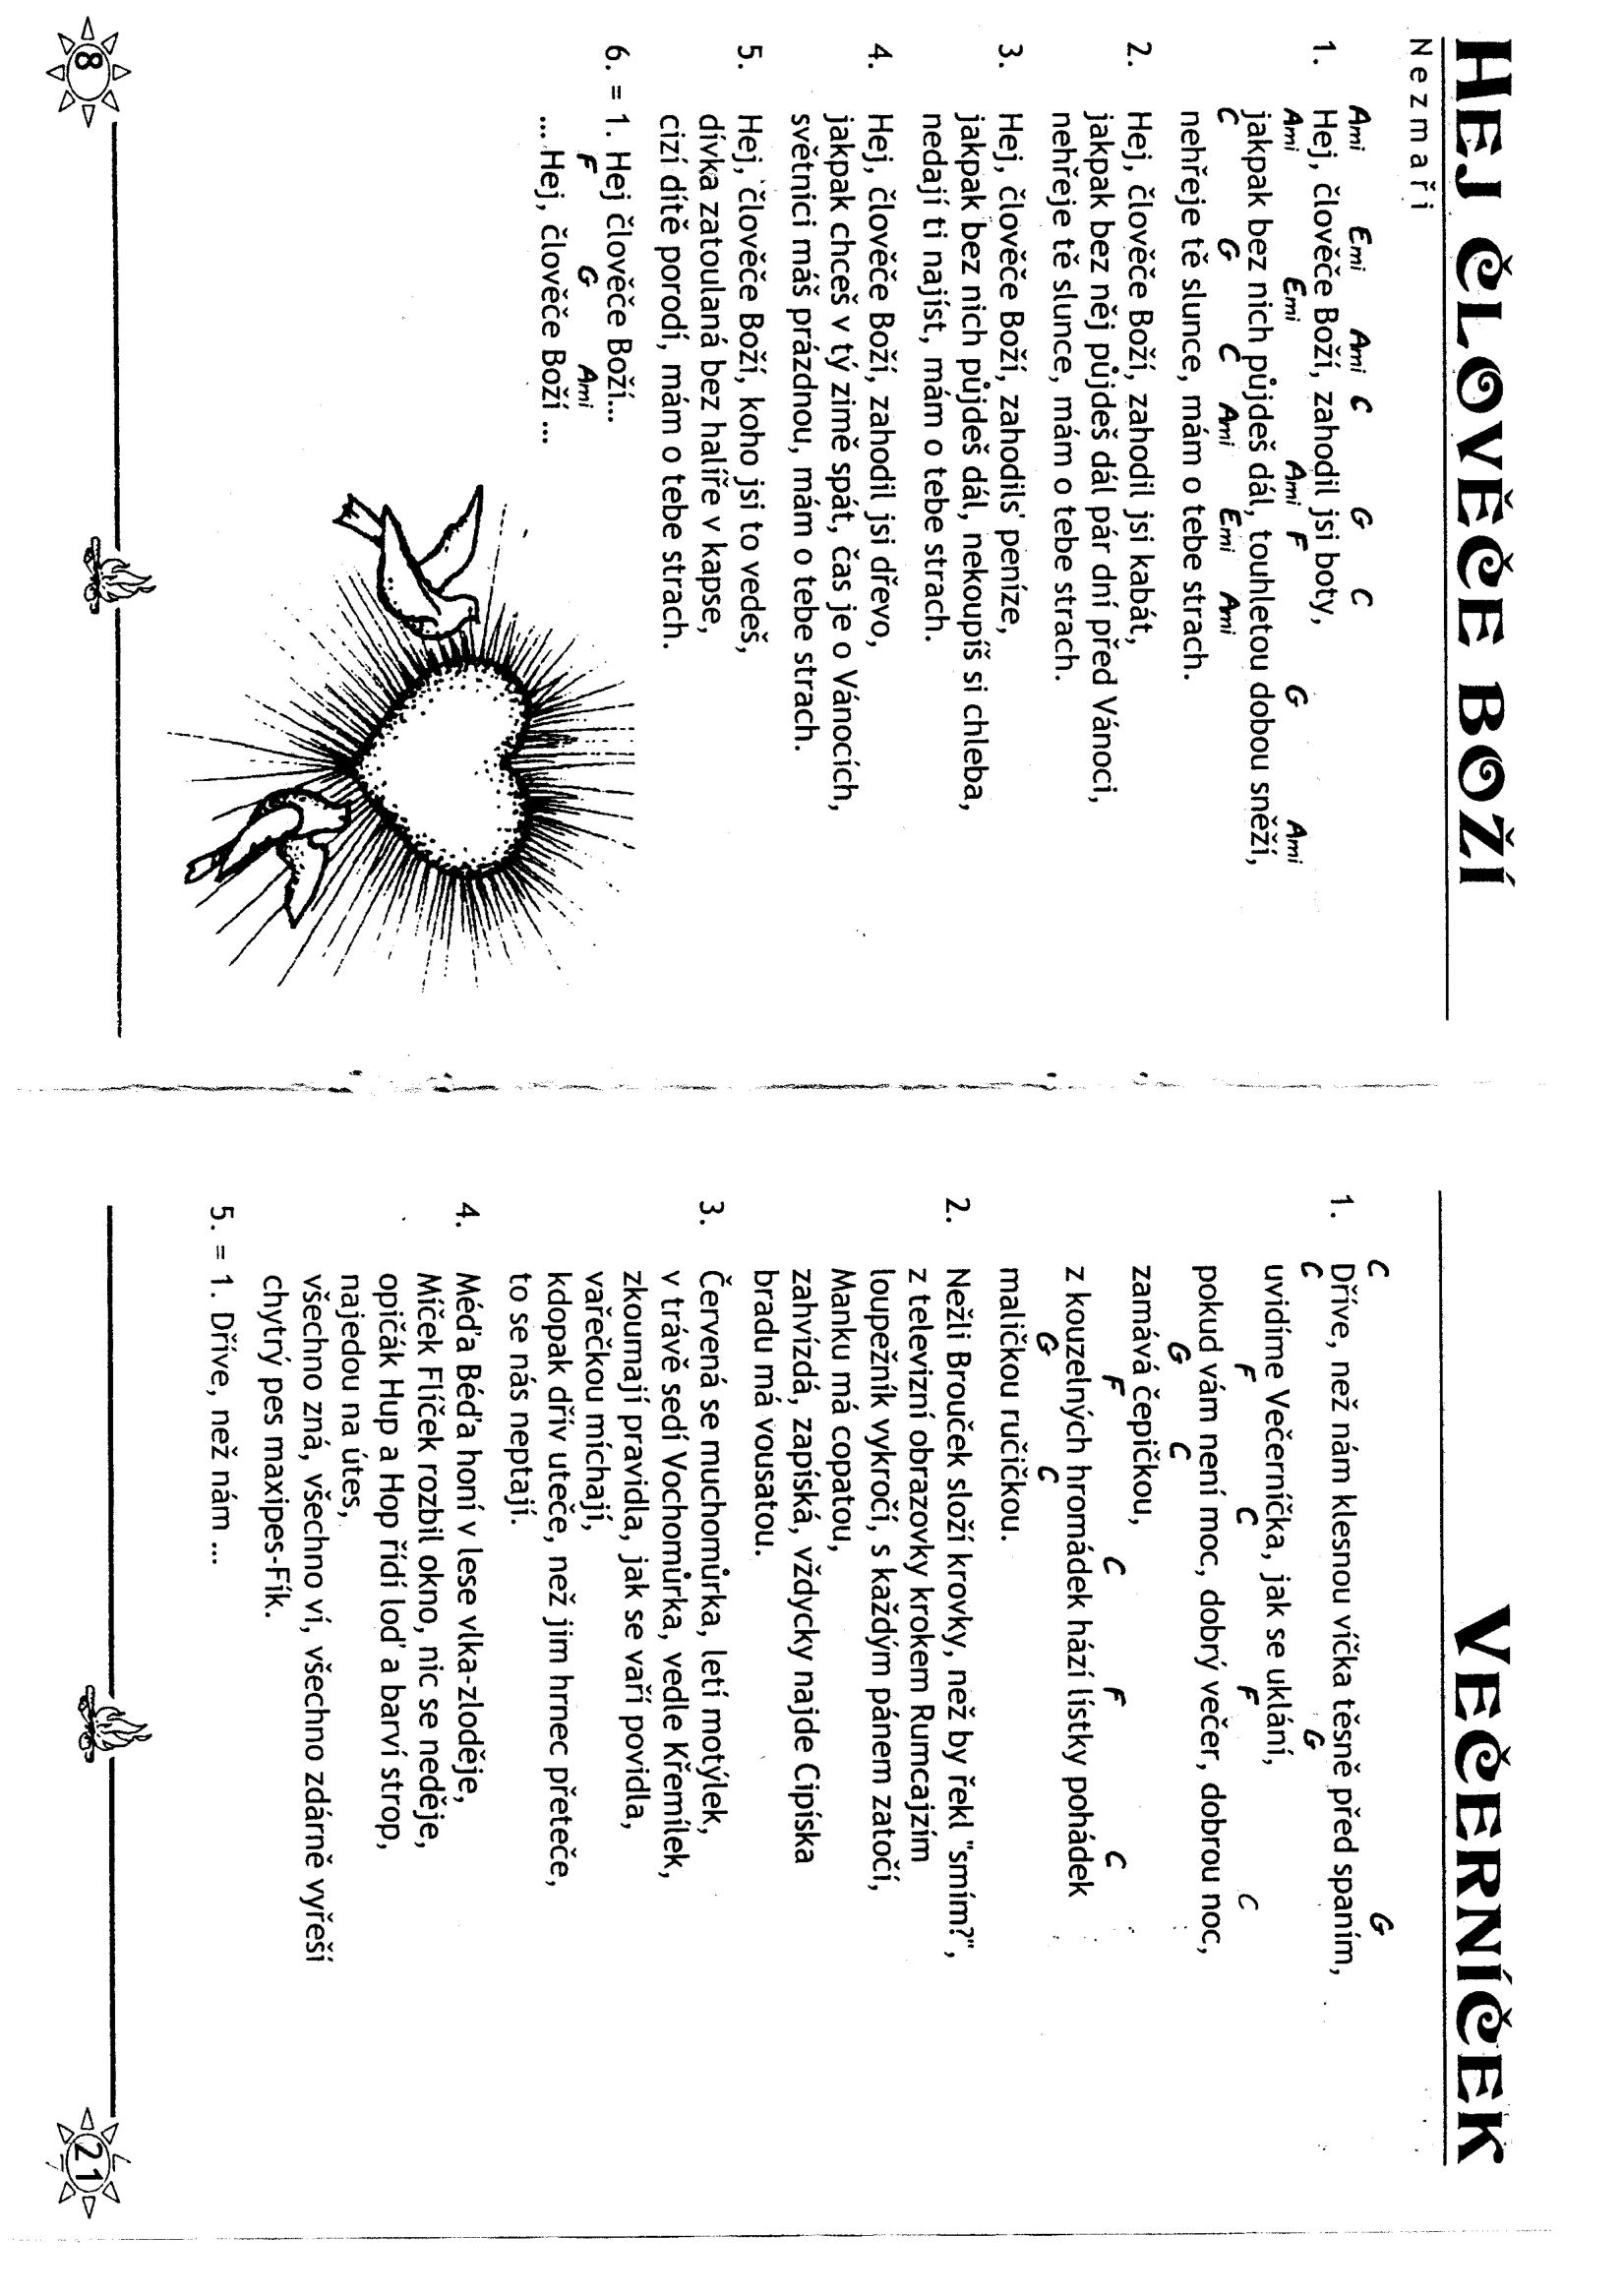 HEJ ČLOVĚČE BOŽÍ
Nezmaři
Ami Emi Ami C G C
1. Hej, člověče Boží, zahodil jsi boty,
Ami Emi Ami F G Ami
jakpak bez nich půjdeš dál, touhletou dobou sněží,
C G C Ami Emi Ami
nehřeje tě slunce, mám o tebe strach.
2. Hej, člověče Boží, zahodil jsi kabát,
jakpak bez něj půjdeš dál pár dní před Vánoci,
nehřeje tě slunce, mám o tebe strach.
3. Hej, člověče Boží, zahodils' peníze,
jakpak bez nich půjdeš dál, nekoupíš si chleba,
nedají ti najíst, mám o tebe strach.
4. Hej, člověče Boží, zahodil jsi dřevo,
jakpak chceš v tý zimě spát, čas je o Vánocích,
světnici máš prázdnou, mám o tebe strach.
5. Hej, člověče Boží, koho jsi to vedeš,
dívka zatoulaná bez halíře v kapse,
cizí dítě porodí, mám o tebe strach.
6. = 1. Hej člověče Boží...
F G Ami
... Hej, člověče Boží ...
8
VEČERNÍČEK
C G
1. Dříve, než nám klesnou víčka těsně před spaním,
C G
uvidíme Večerníčka, jak se uklání,
F C F C
pokud vám není moc, dobrý večer, dobrou noc,
G C
zamává čepičkou,
F C F C
z kouzelných hromádek hází lístky pohádek
G C
maličkou ručičkou.
2. Nežli Brouček složí krovky, než by řekl "smím?",
z televizní obrazovky krokem Rumcajzím
loupežník vykročí, s každým pánem zatočí,
Manku má copatou,
zahvízdá, zapíská, vždycky najde Cipíska
bradu má vousatou.
3. Červená se muchomůrka, letí motýlek,
v trávě sedí Vochomůrka, vedle Křemílek,
zkoumají pravidla, jak se vaří povidla,
vařečkou míchají,
kdopak dřív uteče, než jim hrnec přeteče,
to se nás neptají.
4. Méďa Béďa honí v lese vlka-zloděje,
Míček Flíček rozbil okno, nic se neděje,
opičák Hup a Hop řídí loď a barví strop,
najedou na útes,
všechno zná, všechno ví, všechno zdárně vyřeší
chytrý pes maxipes-Fík.
5. = 1. Dříve, než nám ...
21